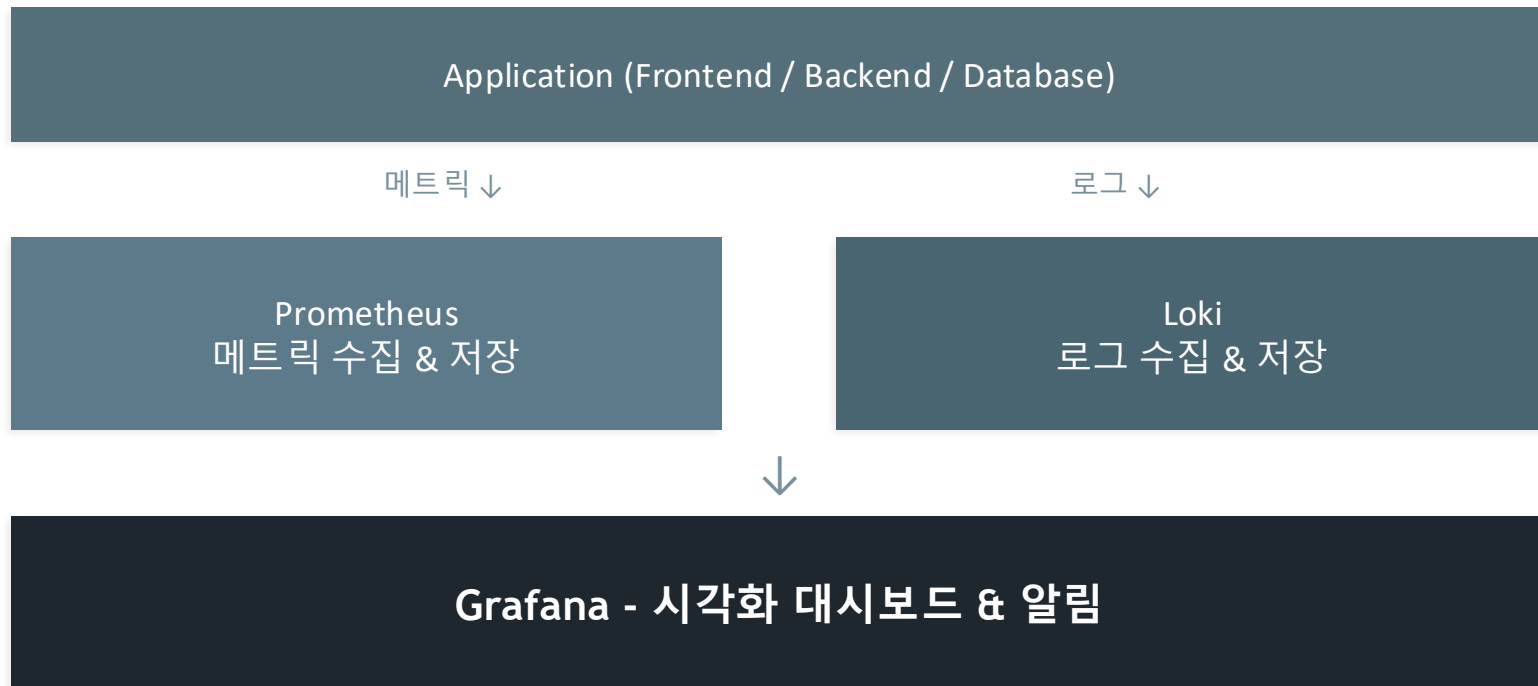 Application (Frontend / Backend / Database)
메트릭 ↓
로그 ↓
Prometheus
메트릭 수집 & 저장
Loki
로그 수집 & 저장
↓
Grafana - 시각화 대시보드 & 알림